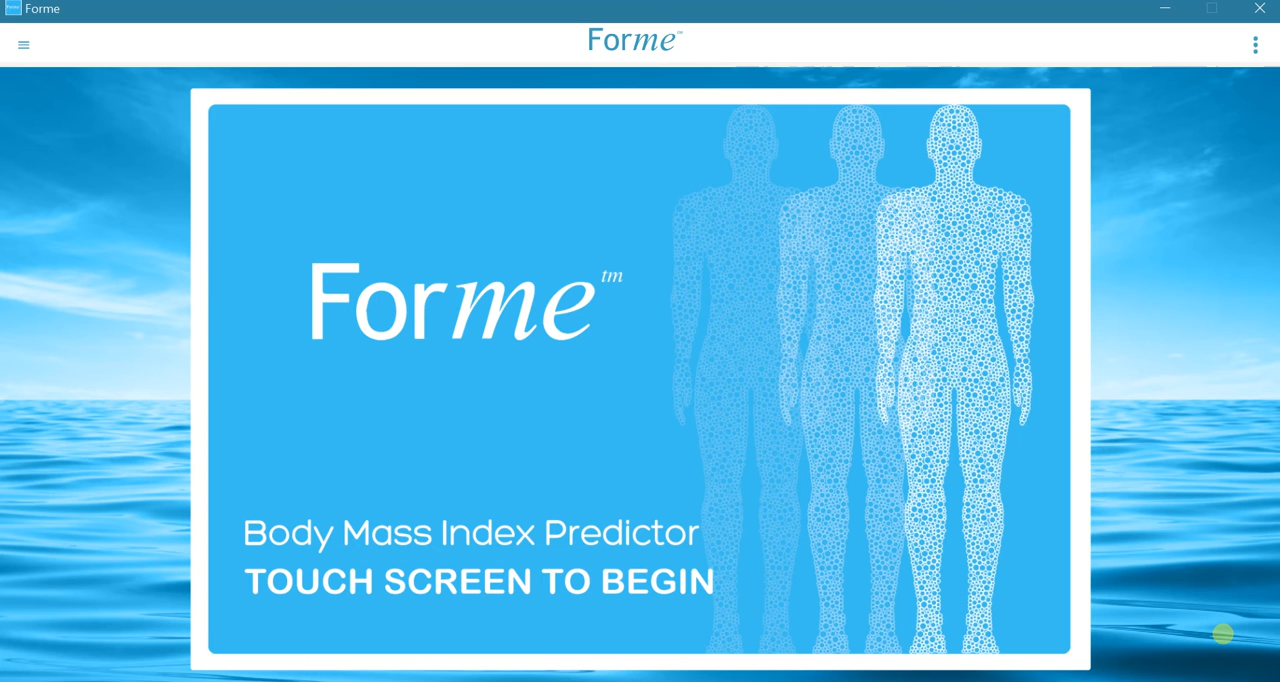 Forme
Forme
Forme tm
Body Mass Index Predictor
TOUCH SCREEN TO BEGIN